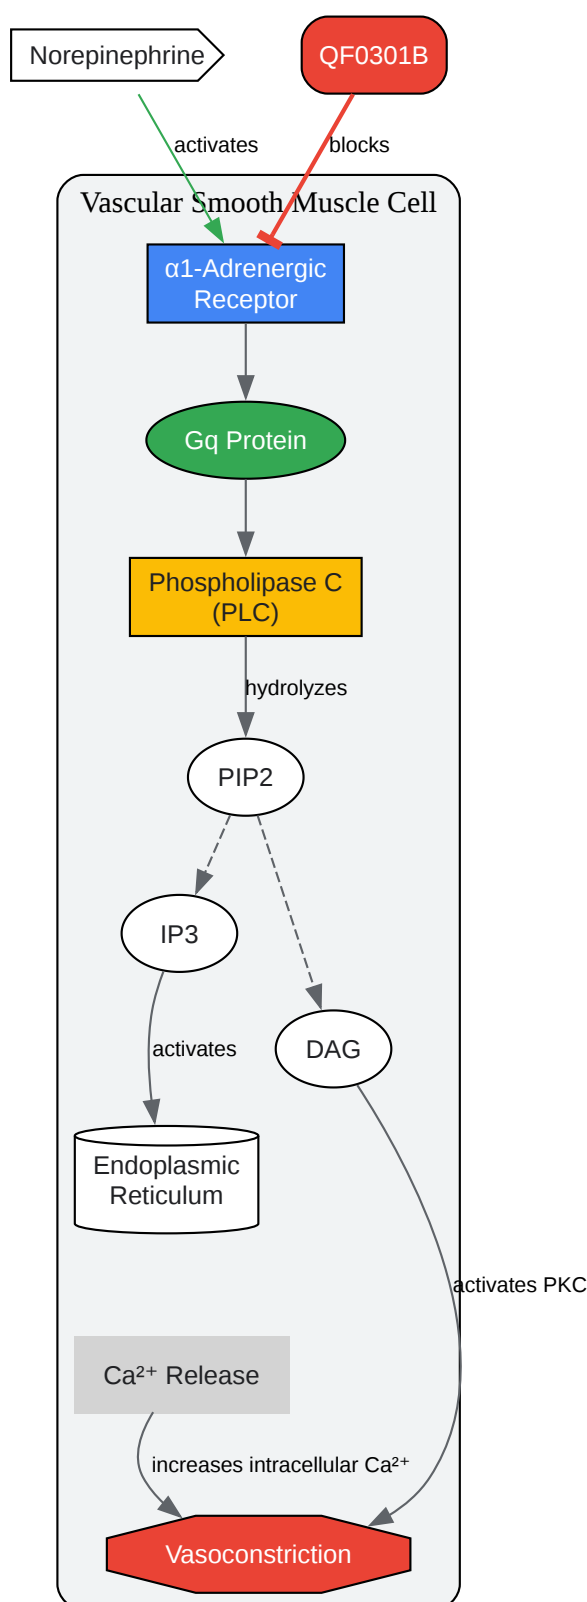 Norepinephrine
QF0301B
activates
blocks
Vascular Smooth Muscle Cell
α1-Adrenergic
Receptor
Gq Protein
Phospholipase C
(PLC)
hydrolyzes
PIP2
IP3
activates
DAG
Endoplasmic
Reticulum
activates PKC
Ca²⁺ Release
increases intracellular Ca²⁺
Vasoconstriction